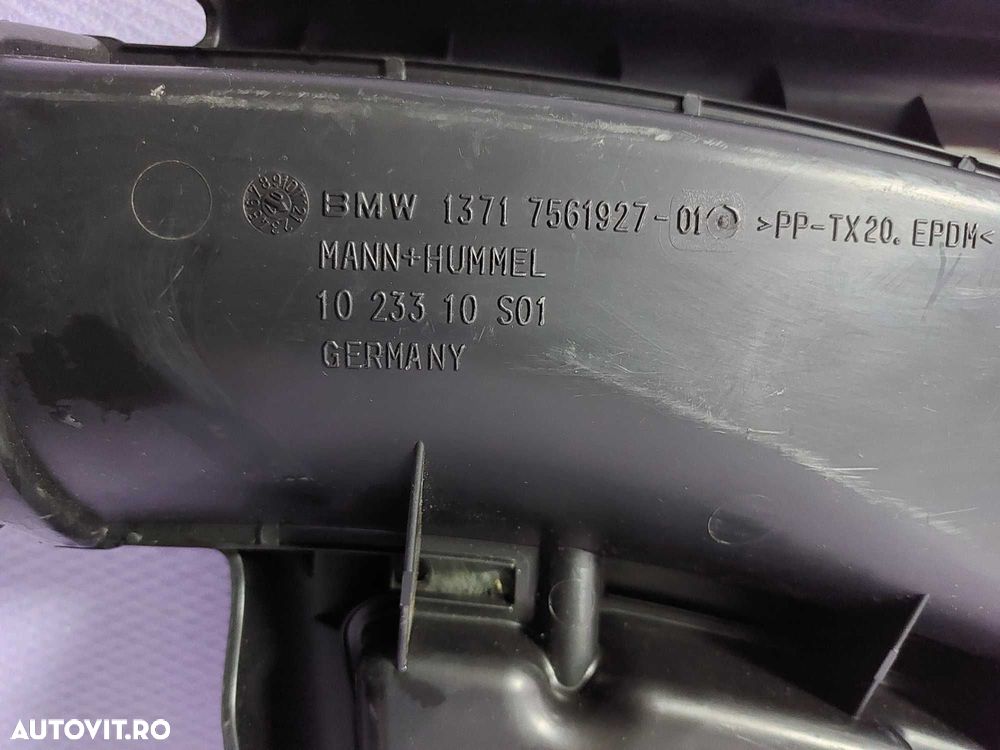 BMW 1371 7561927-01 >PP-TX20. EPDM<
MANN+HUMMEL
10 233 10 S01
GERMANY
AUTOVIT.RO